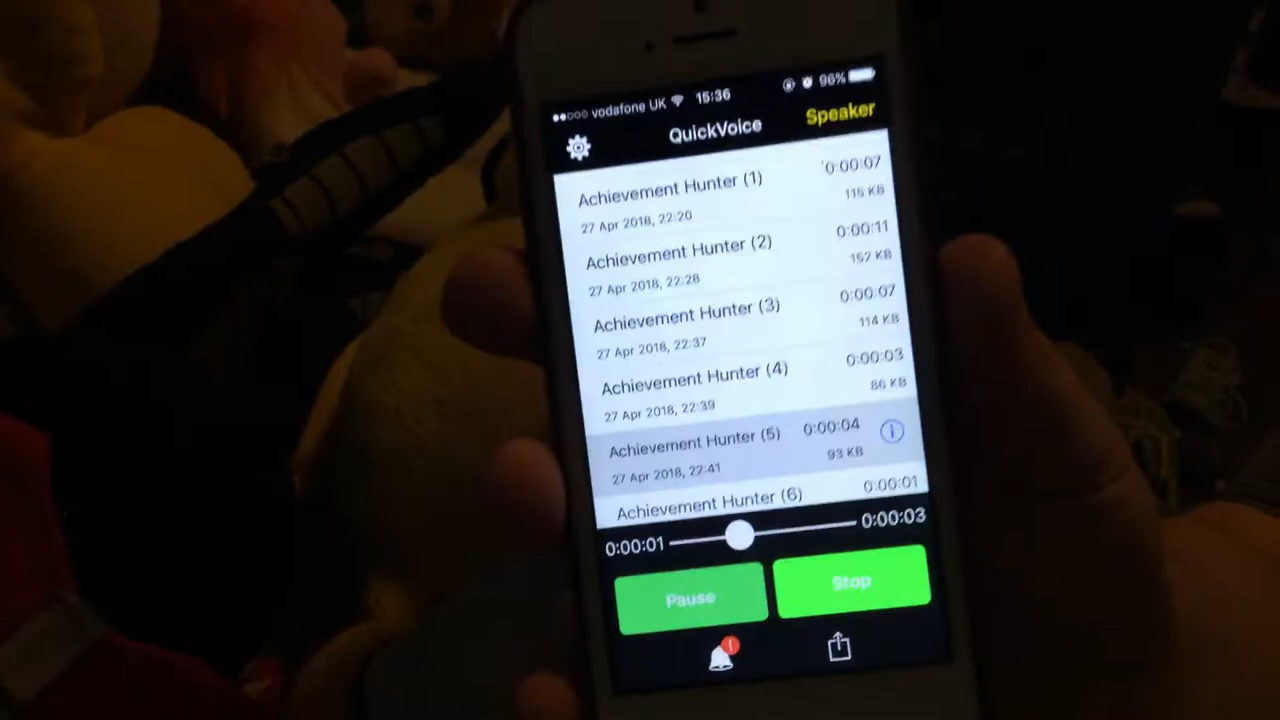 vodafone UK 15:36 96%
QuickVoice Speaker
Achievement Hunter (1) 0:00:07
27 Apr 2018, 22:20 115 KB
Achievement Hunter (2) 0:00:11
27 Apr 2018, 22:28 152 KB
Achievement Hunter (3) 0:00:07
27 Apr 2018, 22:37 114 KB
Achievement Hunter (4) 0:00:03
27 Apr 2018, 22:39 86 KB
Achievement Hunter (5) 0:00:04
27 Apr 2018, 22:41 93 KB
Achievement Hunter (6) 0:00:01
0:00:01 0:00:03
Pause Stop